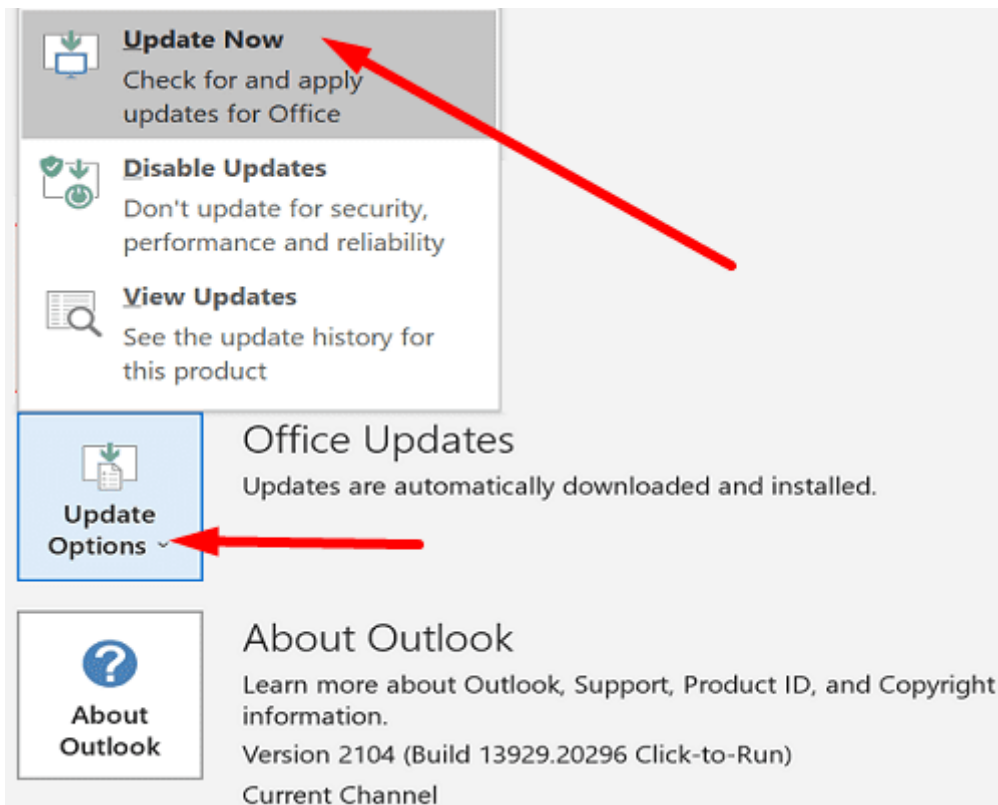 Update Now
Check for and apply
updates for Office
Disable Updates
Don't update for security,
performance and reliability
View Updates
See the update history for
this product
Update
Options
Office Updates
Updates are automatically downloaded and installed.
About
Outlook
About Outlook
Learn more about Outlook, Support, Product ID, and Copyright
information.
Version 2104 (Build 13929.20296 Click-to-Run)
Current Channel